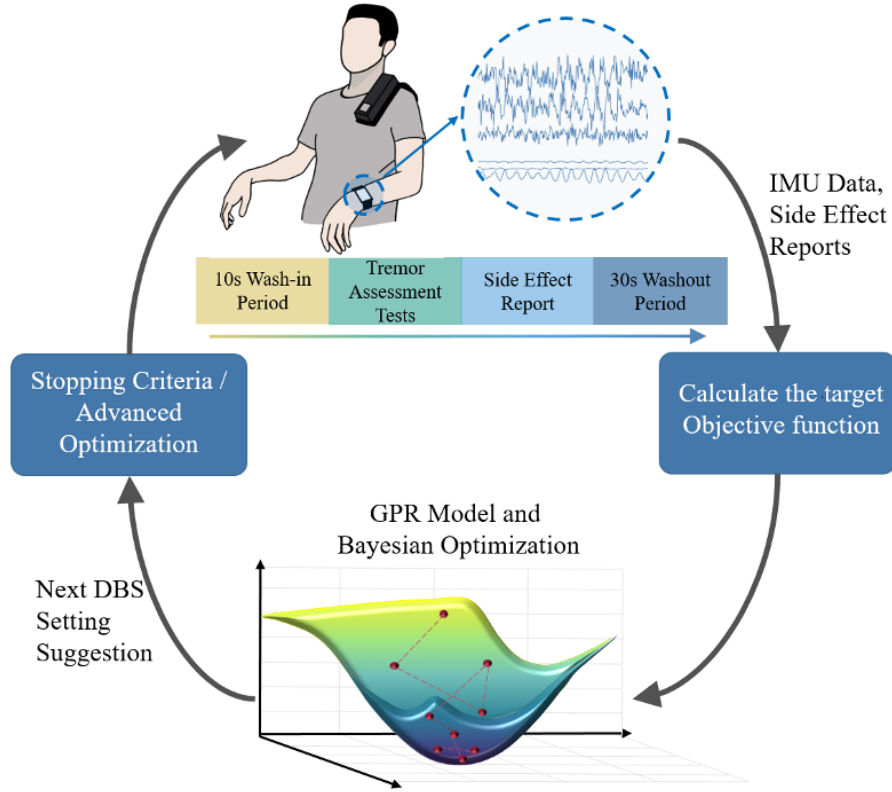 IMU Data,
Side Effect
Reports
10s Wash-in
Period
Tremor
Assessment
Tests
Side Effect
Report
30s Washout
Period
Stopping Criteria /
Advanced
Optimization
Calculate the target
Objective function
GPR Model and
Bayesian Optimization
Next DBS
Setting
Suggestion